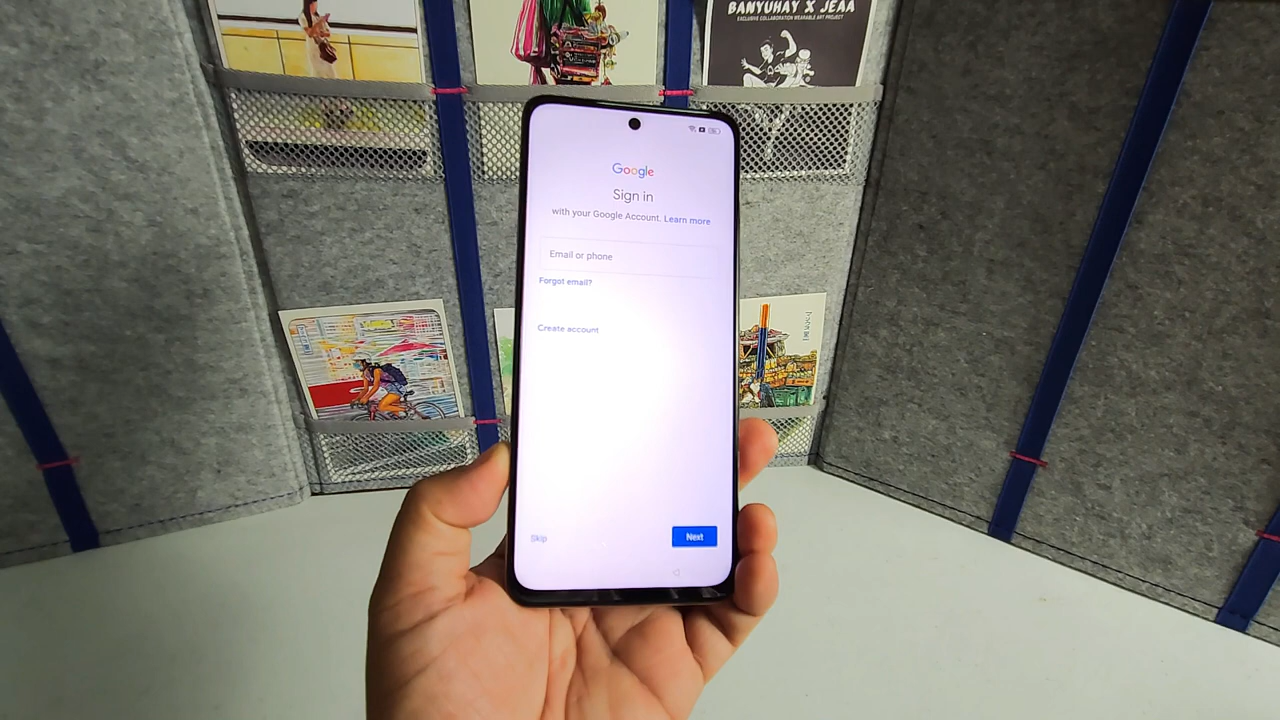 BANYUHAY X JEAA
EXCLUSIVE COLLABORATION WEARABLE ART PROJECT
Google
Sign in
with your Google Account. Learn more
Email or phone
Forgot email?
Create account
Skip
Next